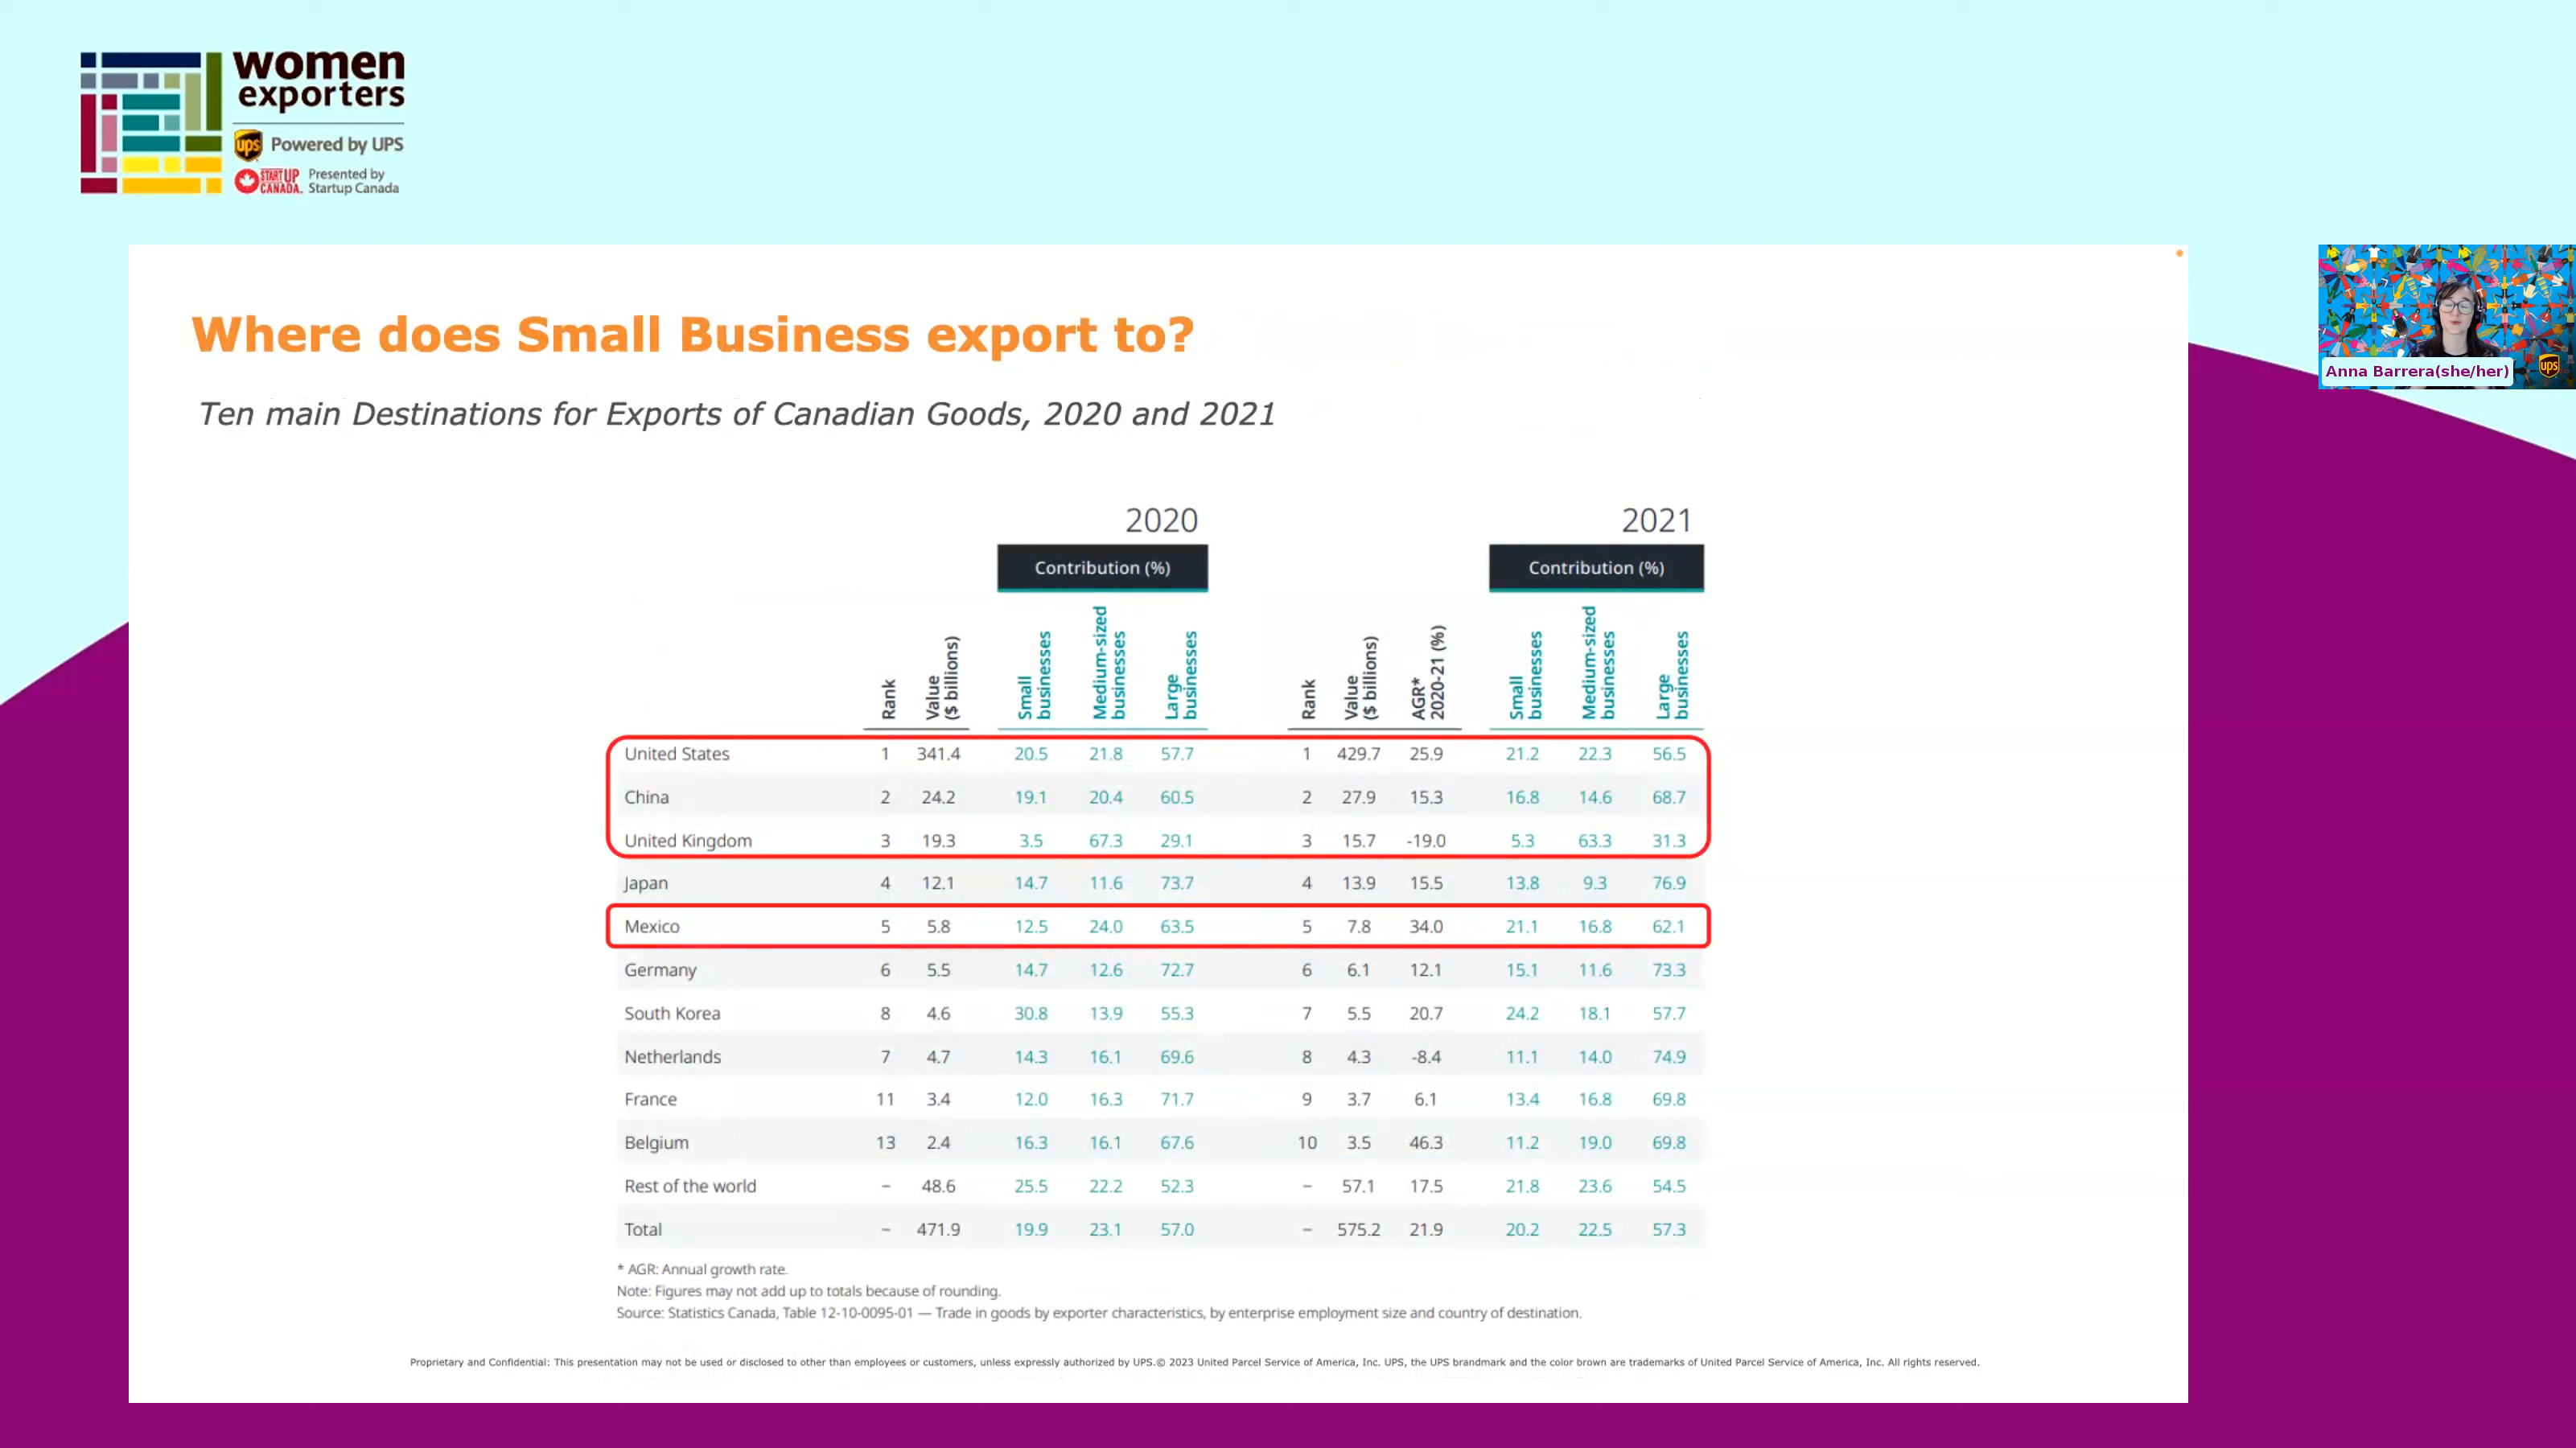 women
exporters
ups Powered by UPS
STARTUP CANADA. Presented by
Startup Canada
Where does Small Business export to?
Ten main Destinations for Exports of Canadian Goods, 2020 and 2021
2020 2021
Contribution (%) Contribution (%)
Rank Value ($ billions) Small businesses Medium-sized businesses Large businesses Rank Value ($ billions) AGR* 2020-21 (%) Small businesses Medium-sized businesses Large businesses
United States 1 341.4 20.5 21.8 57.7 1 429.7 25.9 21.2 22.3 56.5
China 2 24.2 19.1 20.4 60.5 2 27.9 15.3 16.8 14.6 68.7
United Kingdom 3 19.3 3.5 67.3 29.1 3 15.7 -19.0 5.3 63.3 31.3
Japan 4 12.1 14.7 11.6 73.7 4 13.9 15.5 13.8 9.3 76.9
Mexico 5 5.8 12.5 24.0 63.5 5 7.8 34.0 21.1 16.8 62.1
Germany 6 5.5 14.7 12.6 72.7 6 6.1 12.1 15.1 11.6 73.3
South Korea 8 4.6 30.8 13.9 55.3 7 5.5 20.7 24.2 18.1 57.7
Netherlands 7 4.7 14.3 16.1 69.6 8 4.3 -8.4 11.1 14.0 74.9
France 11 3.4 12.0 16.3 71.7 9 3.7 6.1 13.4 16.8 69.8
Belgium 13 2.4 16.3 16.1 67.6 10 3.5 46.3 11.2 19.0 69.8
Rest of the world – 48.6 25.5 22.2 52.3 – 57.1 17.5 21.8 23.6 54.5
Total – 471.9 19.9 23.1 57.0 – 575.2 21.9 20.2 22.5 57.3
* AGR: Annual growth rate.
Note: Figures may not add up to totals because of rounding.
Source: Statistics Canada, Table 12-10-0095-01 — Trade in goods by exporter characteristics, by enterprise employment size and country of destination.
Proprietary and Confidential: This presentation may not be used or disclosed to other than employees or customers, unless expressly authorized by UPS.© 2023 United Parcel Service of America, Inc. UPS, the UPS brandmark and the color brown are trademarks of United Parcel Service of America, Inc. All rights reserved.
Anna Barrera(she/her)
ups